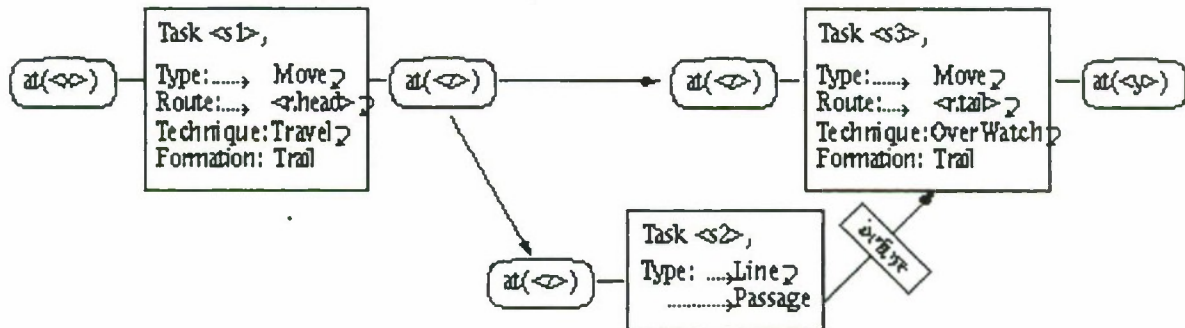 at(<x>)
Task <s1>,
Type:......→ Move⊋
Route:....→ <r.head>⊋
Technique: Travel⊋
Formation: Trail
at(<z>)
at(<z>)
Task <s3>,
Type:......→ Move⊋
Route:....→ <r.tail>⊋
Technique: OverWatch⊋
Formation: Trail
at(<y>)
at(<z>)
Task <s2>,
Type: ....→Line⊋
............→Passage